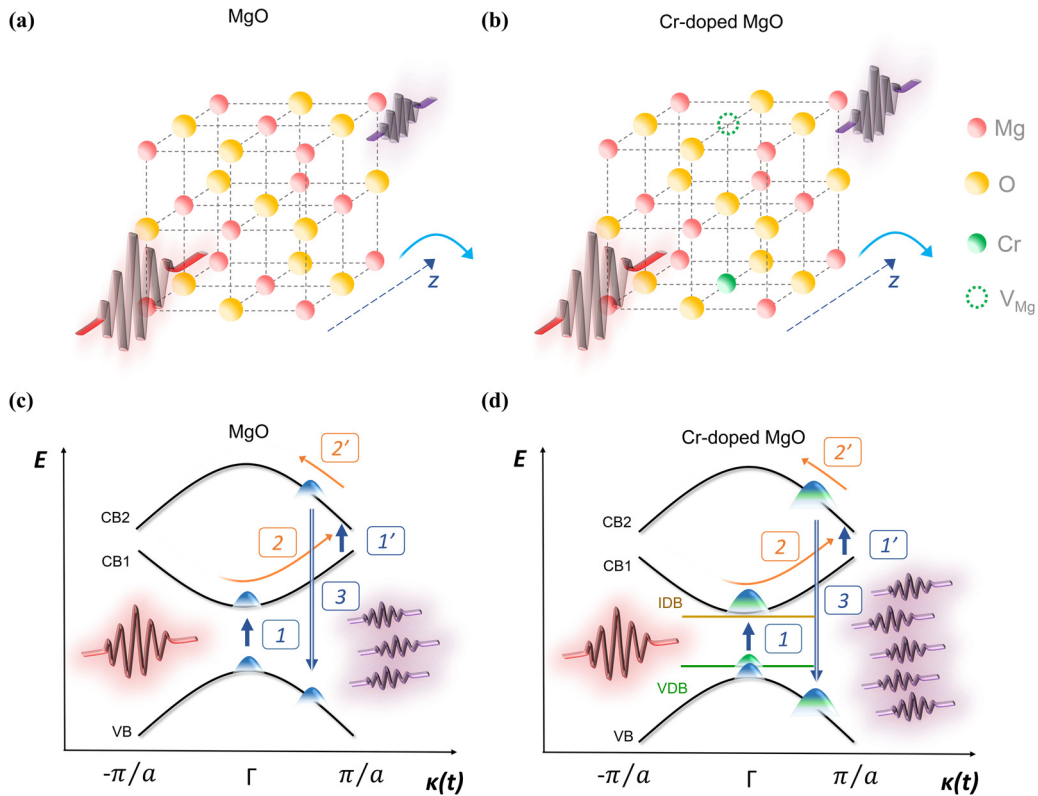 (a)
MgO
z
(b)
Cr-doped MgO
z
Mg
O
Cr
V_Mg
(c)
MgO
E
2′
CB2
2
1′
CB1
3
1
VB
-π/a
Γ
π/a
κ(t)
(d)
Cr-doped MgO
E
2′
CB2
2
1′
CB1
IDB
3
1
VDB
VB
-π/a
Γ
π/a
κ(t)